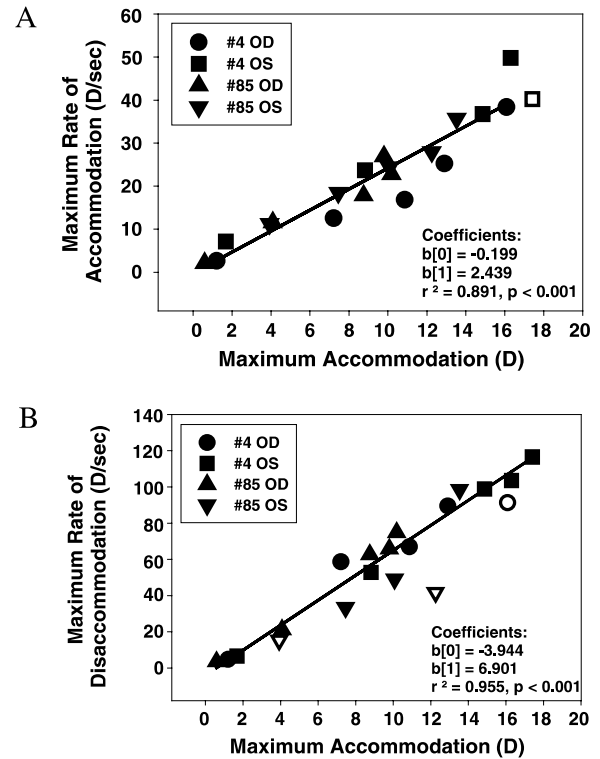 A
60
50
40
30
20
10
0
Maximum Rate of
Accommodation (D/sec)
#4 OD
#4 OS
#85 OD
#85 OS
Coefficients:
b[0] = -0.199
b[1] = 2.439
r ² = 0.891, p < 0.001
0 2 4 6 8 10 12 14 16 18 20
Maximum Accommodation (D)
B
140
120
100
80
60
40
20
0
Maximum Rate of
Disaccommodation (D/sec)
#4 OD
#4 OS
#85 OD
#85 OS
Coefficients:
b[0] = -3.944
b[1] = 6.901
r ² = 0.955, p < 0.001
0 2 4 6 8 10 12 14 16 18 20
Maximum Accommodation (D)